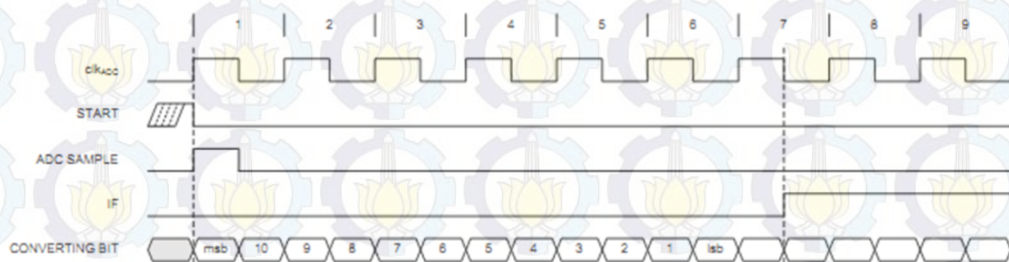 1 2 3 4 5 6 7 8 9
clkADC
START
ADC SAMPLE
IF
CONVERTING BIT msb 10 9 8 7 6 5 4 3 2 1 lsb